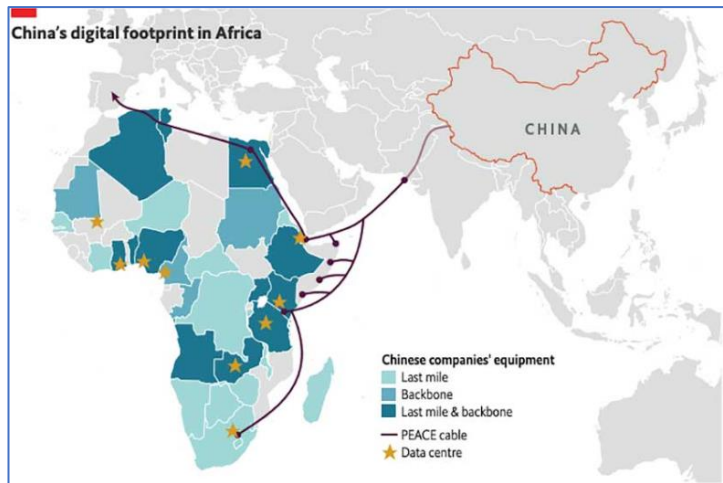 China's digital footprint in Africa
CHINA
Chinese companies' equipment
Last mile
Backbone
Last mile & backbone
PEACE cable
Data centre